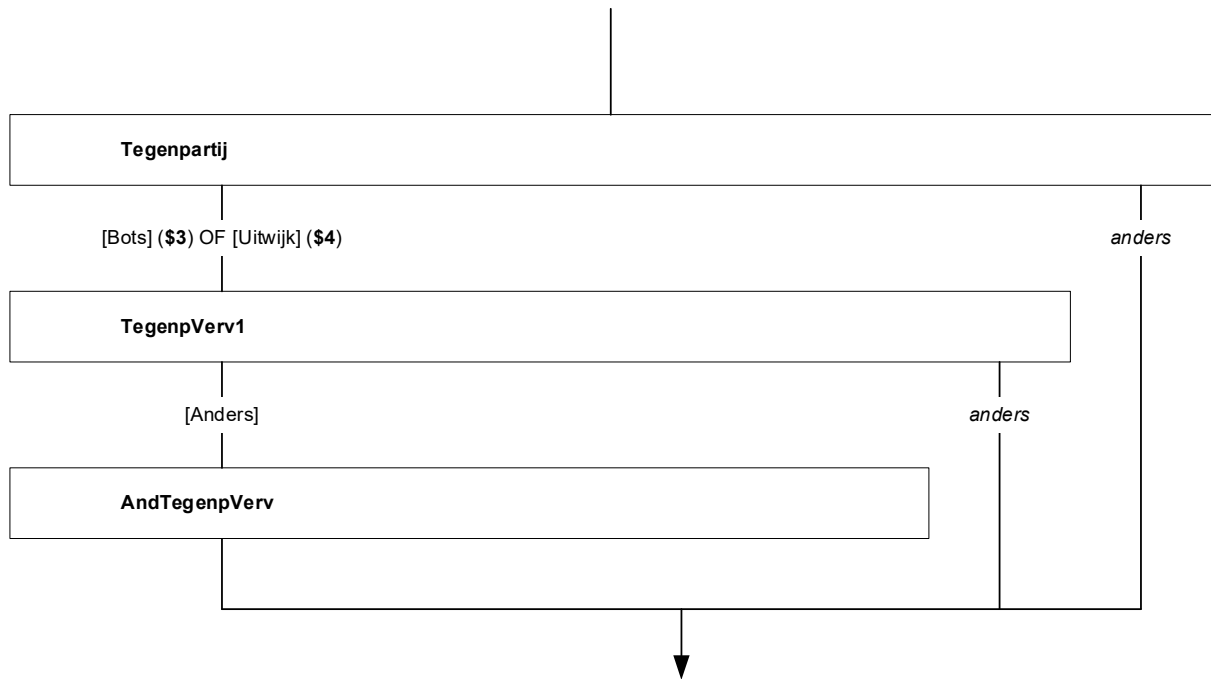 Tegenpartij
[Bots] ($3) OF [Uitwijk] ($4)
anders
TegenpVerv1
[Anders]
anders
AndTegenpVerv